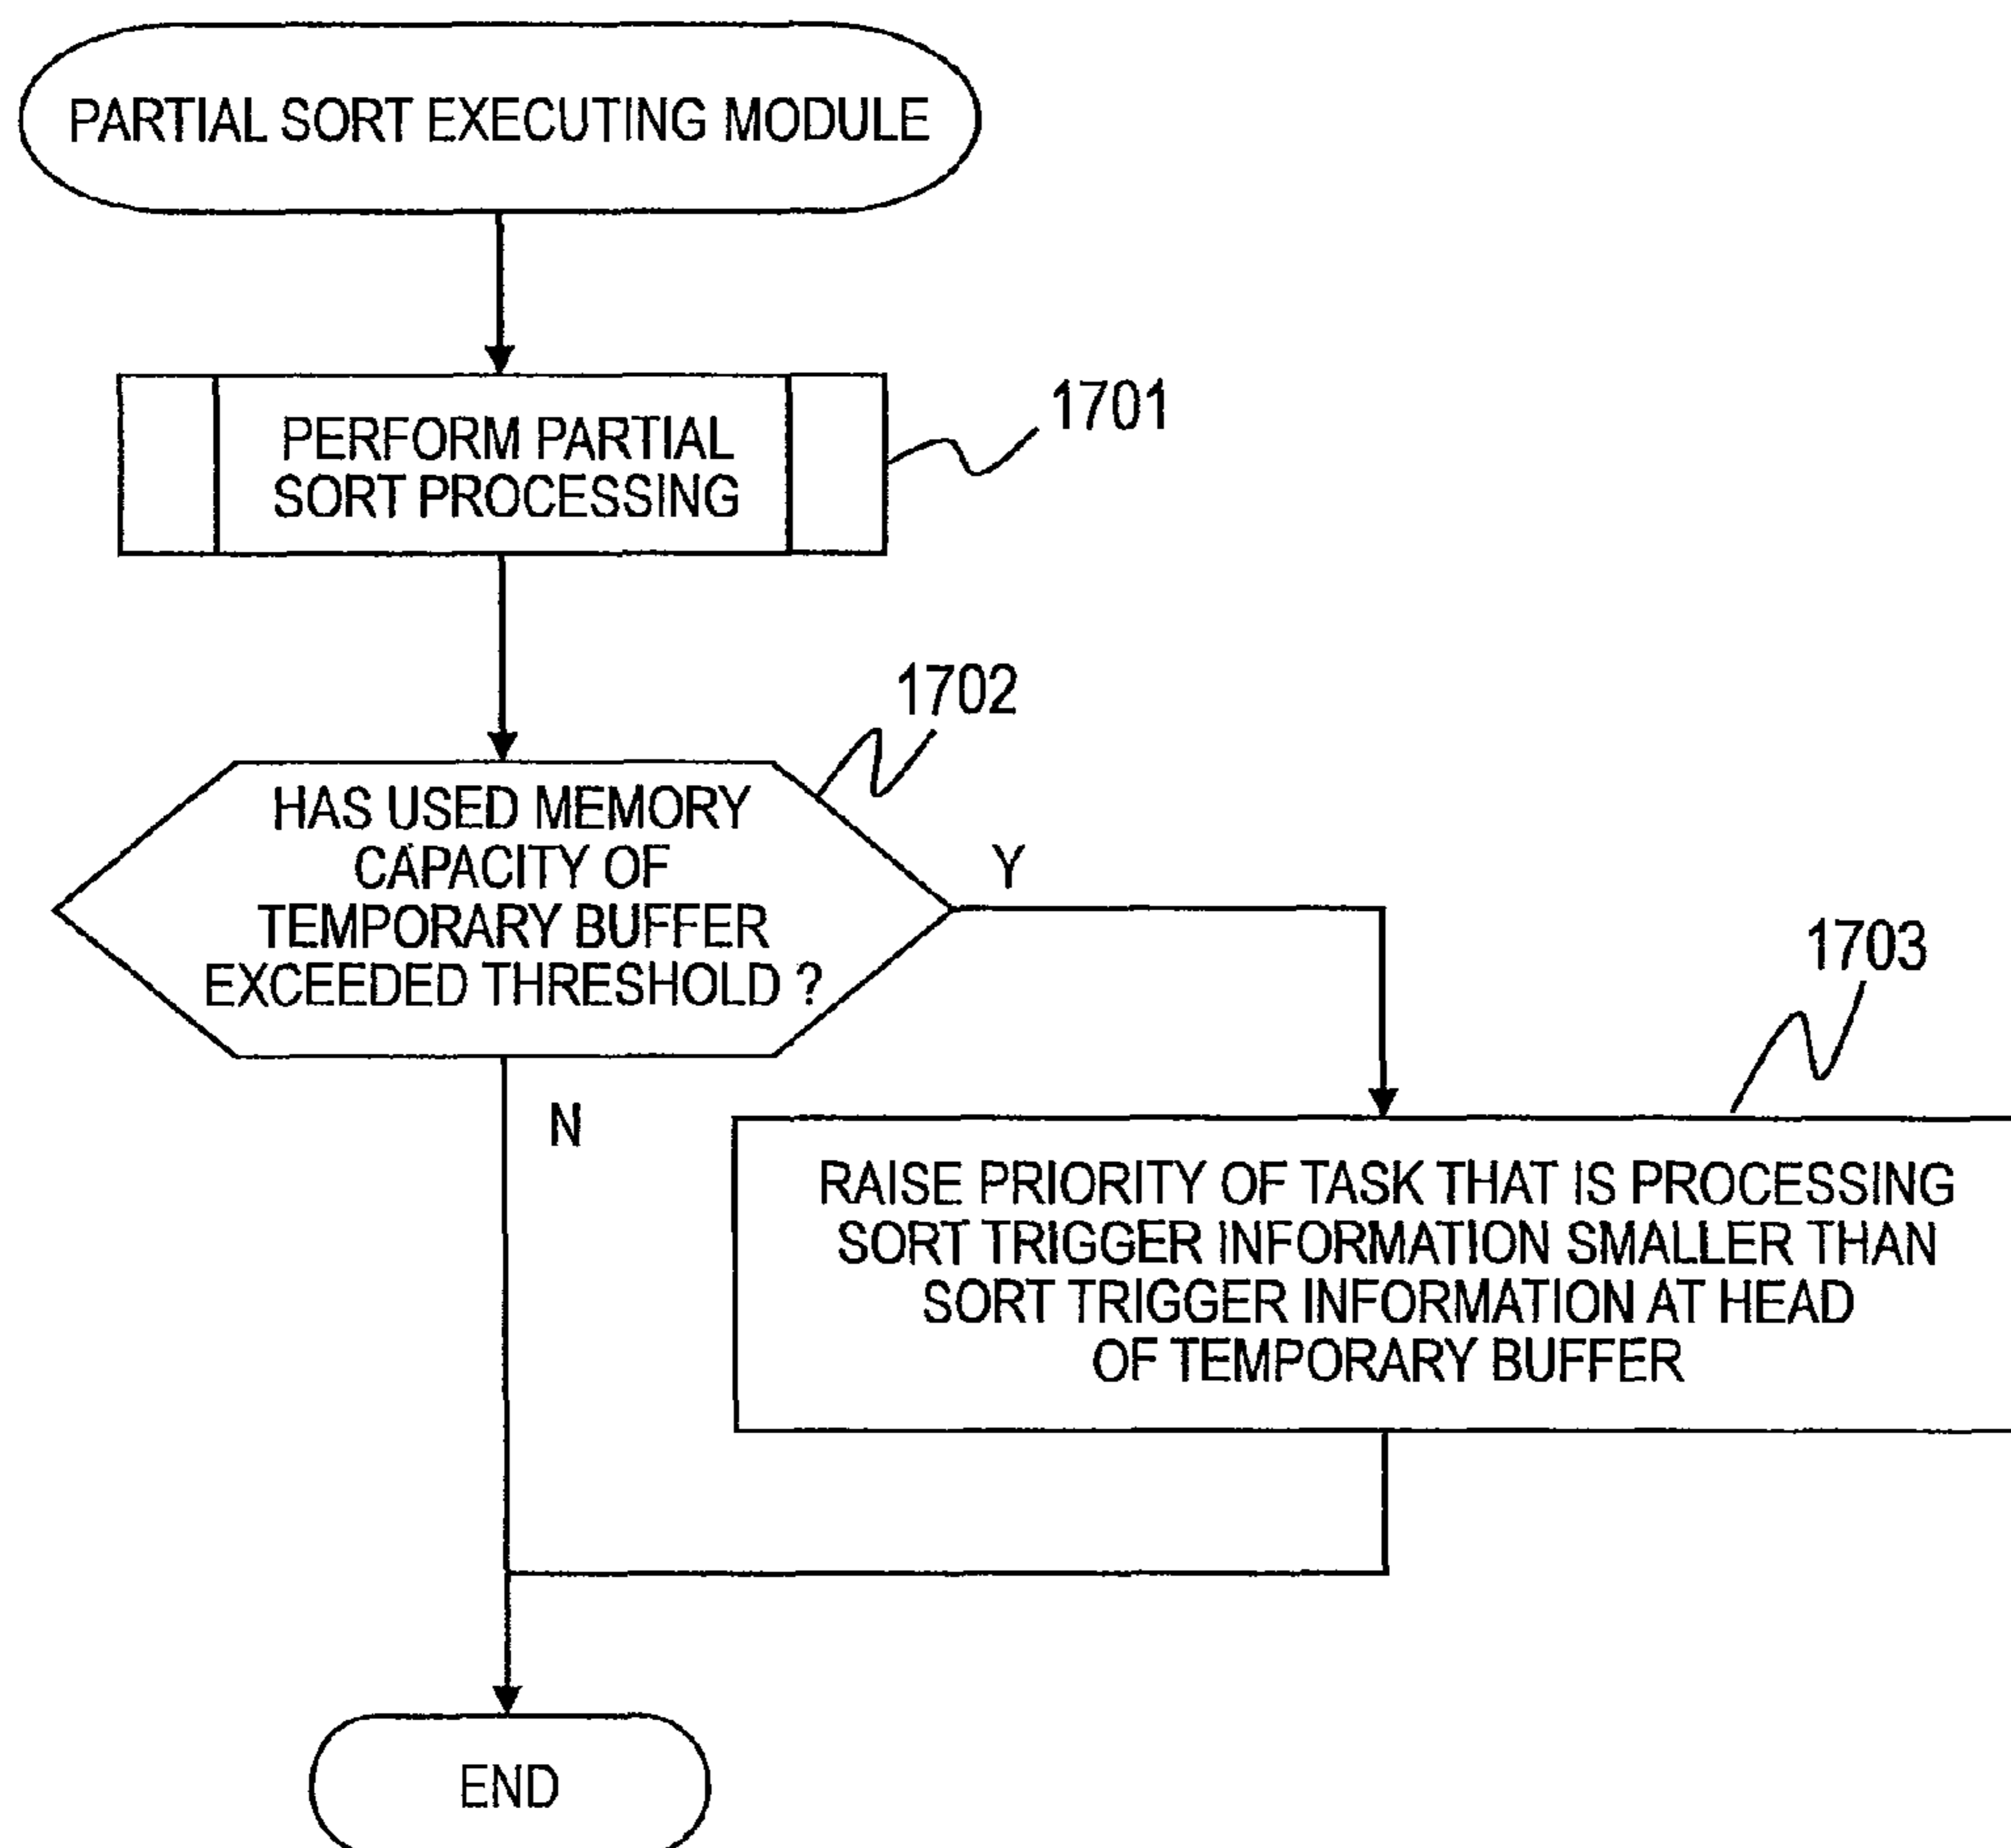 PARTIAL SORT EXECUTING MODULE
PERFORM PARTIAL
SORT PROCESSING
1701
1702
HAS USED MEMORY
CAPACITY OF
TEMPORARY BUFFER
EXCEEDED THRESHOLD ?
Y
N
1703
RAISE PRIORITY OF TASK THAT IS PROCESSING
SORT TRIGGER INFORMATION SMALLER THAN
SORT TRIGGER INFORMATION AT HEAD
OF TEMPORARY BUFFER
END